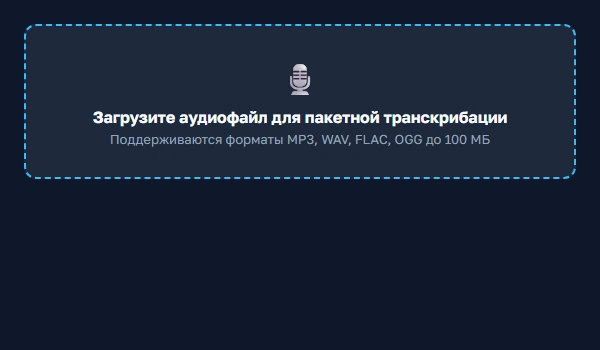 Загрузите аудиофайл для пакетной транскрибации
Поддерживаются форматы MP3, WAV, FLAC, OGG до 100 МБ